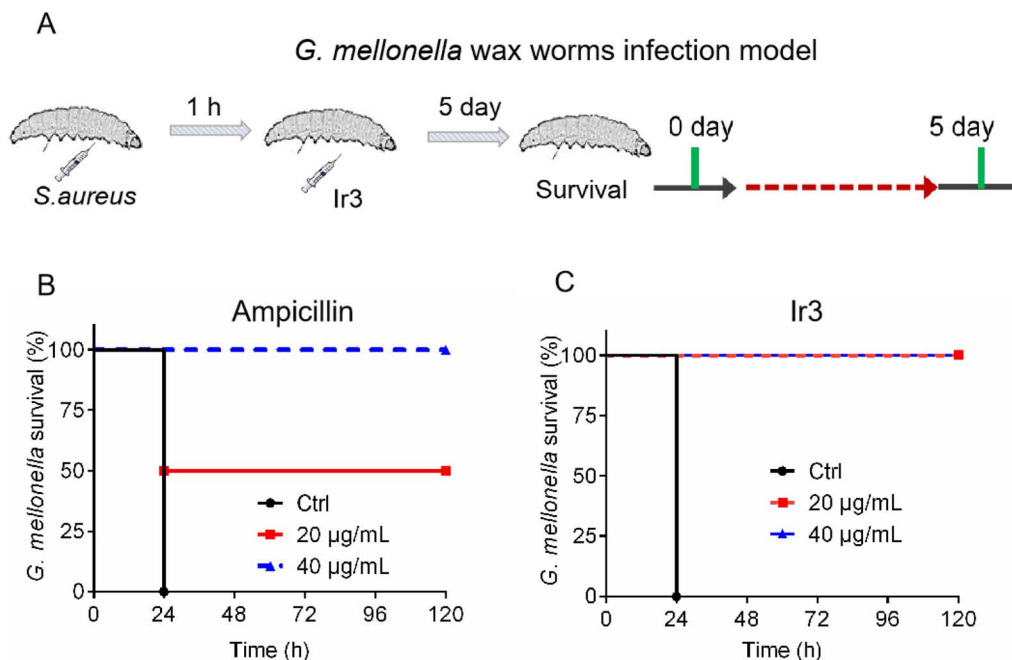 A
G. mellonella wax worms infection model
1 h
5 day
0 day
5 day
S.aureus
Ir3
Survival
B
Ampicillin
G. mellonella survival (%)
100
75
50
25
0
0 24 48 72 96 120
Time (h)
Ctrl
20 μg/mL
40 μg/mL
C
Ir3
G. mellonella survival (%)
100
75
50
25
0
0 24 48 72 96 120
Time (h)
Ctrl
20 μg/mL
40 μg/mL